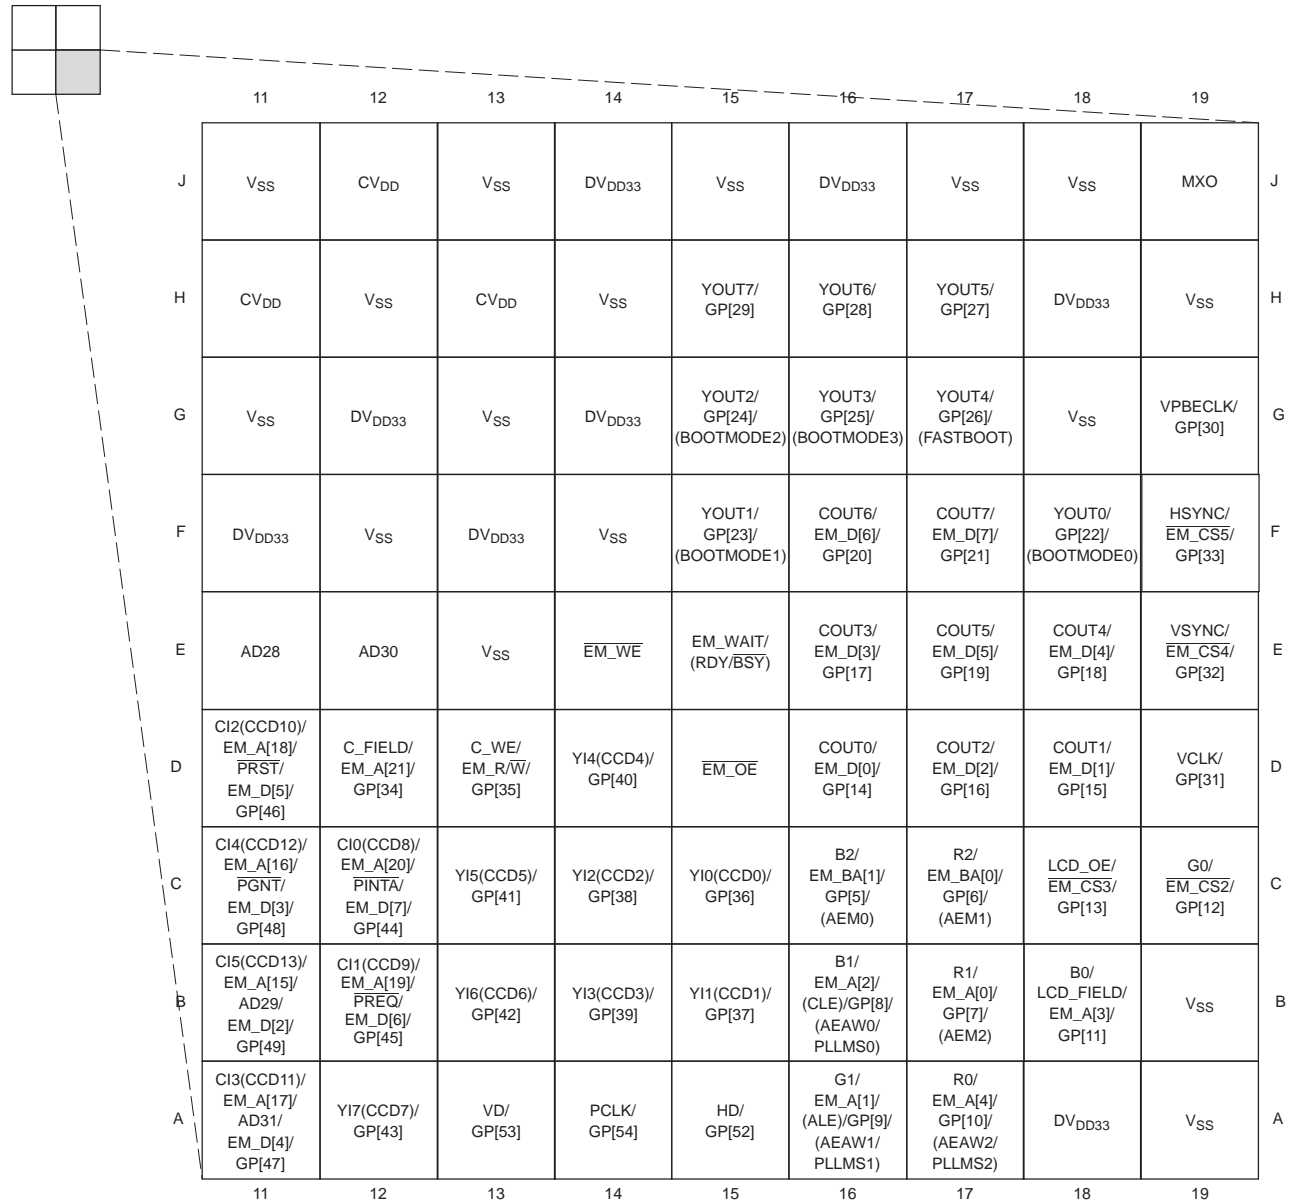 11 12 13 14 15 16 17 18 19
J VSS CVDD VSS DVDD33 VSS DVDD33 VSS VSS MXO J
H CVDD VSS CVDD VSS YOUT7/ GP[29] YOUT6/ GP[28] YOUT5/ GP[27] DVDD33 VSS H
G VSS DVDD33 VSS DVDD33 YOUT2/ GP[24]/ (BOOTMODE2) YOUT3/ GP[25]/ (BOOTMODE3) YOUT4/ GP[26]/ (FASTBOOT) VSS VPBECLK/ GP[30] G
F DVDD33 VSS DVDD33 VSS YOUT1/ GP[23]/ (BOOTMODE1) COUT6/ EM_D[6]/ GP[20] COUT7/ EM_D[7]/ GP[21] YOUT0/ GP[22]/ (BOOTMODE0) HSYNC/ EM_CS5/ GP[33] F
E AD28 AD30 VSS EM_WE EM_WAIT/ (RDY/BSY) COUT3/ EM_D[3]/ GP[17] COUT5/ EM_D[5]/ GP[19] COUT4/ EM_D[4]/ GP[18] VSYNC/ EM_CS4/ GP[32] E
D CI2(CCD10)/ EM_A[18]/ PRST/ EM_D[5]/ GP[46] C_FIELD/ EM_A[21]/ GP[34] C_WE/ EM_R/W/ GP[35] YI4(CCD4)/ GP[40] EM_OE COUT0/ EM_D[0]/ GP[14] COUT2/ EM_D[2]/ GP[16] COUT1/ EM_D[1]/ GP[15] VCLK/ GP[31] D
C CI4(CCD12)/ EM_A[16]/ PGNT/ EM_D[3]/ GP[48] CI0(CCD8)/ EM_A[20]/ PINTA/ EM_D[7]/ GP[44] YI5(CCD5)/ GP[41] YI2(CCD2)/ GP[38] YI0(CCD0)/ GP[36] B2/ EM_BA[1]/ GP[5]/ (AEM0) R2/ EM_BA[0]/ GP[6]/ (AEM1) LCD_OE/ EM_CS3/ GP[13] G0/ EM_CS2/ GP[12] C
B CI5(CCD13)/ EM_A[15]/ AD29/ EM_D[2]/ GP[49] CI1(CCD9)/ EM_A[19]/ PREQ/ EM_D[6]/ GP[45] YI6(CCD6)/ GP[42] YI3(CCD3)/ GP[39] YI1(CCD1)/ GP[37] B1/ EM_A[2]/ (CLE)/GP[8]/ (AEAW0/ PLLMS0) R1/ EM_A[0]/ GP[7]/ (AEM2) B0/ LCD_FIELD/ EM_A[3]/ GP[11] VSS B
A CI3(CCD11)/ EM_A[17]/ AD31/ EM_D[4]/ GP[47] YI7(CCD7)/ GP[43] VD/ GP[53] PCLK/ GP[54] HD/ GP[52] G1/ EM_A[1]/ (ALE)/GP[9]/ (AEAW1/ PLLMS1) R0/ EM_A[4]/ GP[10]/ (AEAW2/ PLLMS2) DVDD33 VSS A
11 12 13 14 15 16 17 18 19